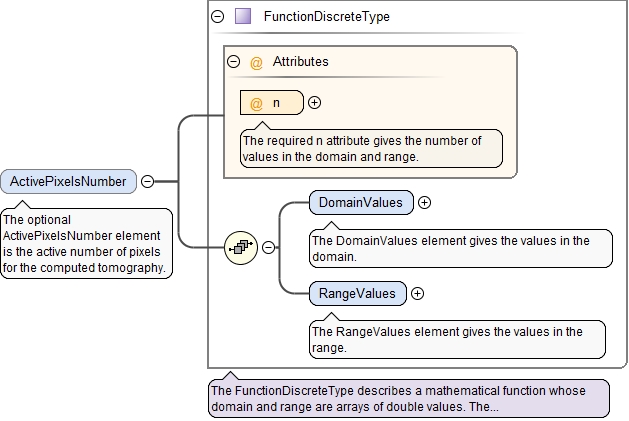 FunctionDiscreteType
@ Attributes
@ n
The required n attribute gives the number of
values in the domain and range.
ActivePixelsNumber
The optional
ActivePixelsNumber element
is the active number of pixels
for the computed tomography.
DomainValues
The DomainValues element gives the values in the
domain.
RangeValues
The RangeValues element gives the values in the
range.
The FunctionDiscreteType describes a mathematical function whose
domain and range are arrays of double values. The...